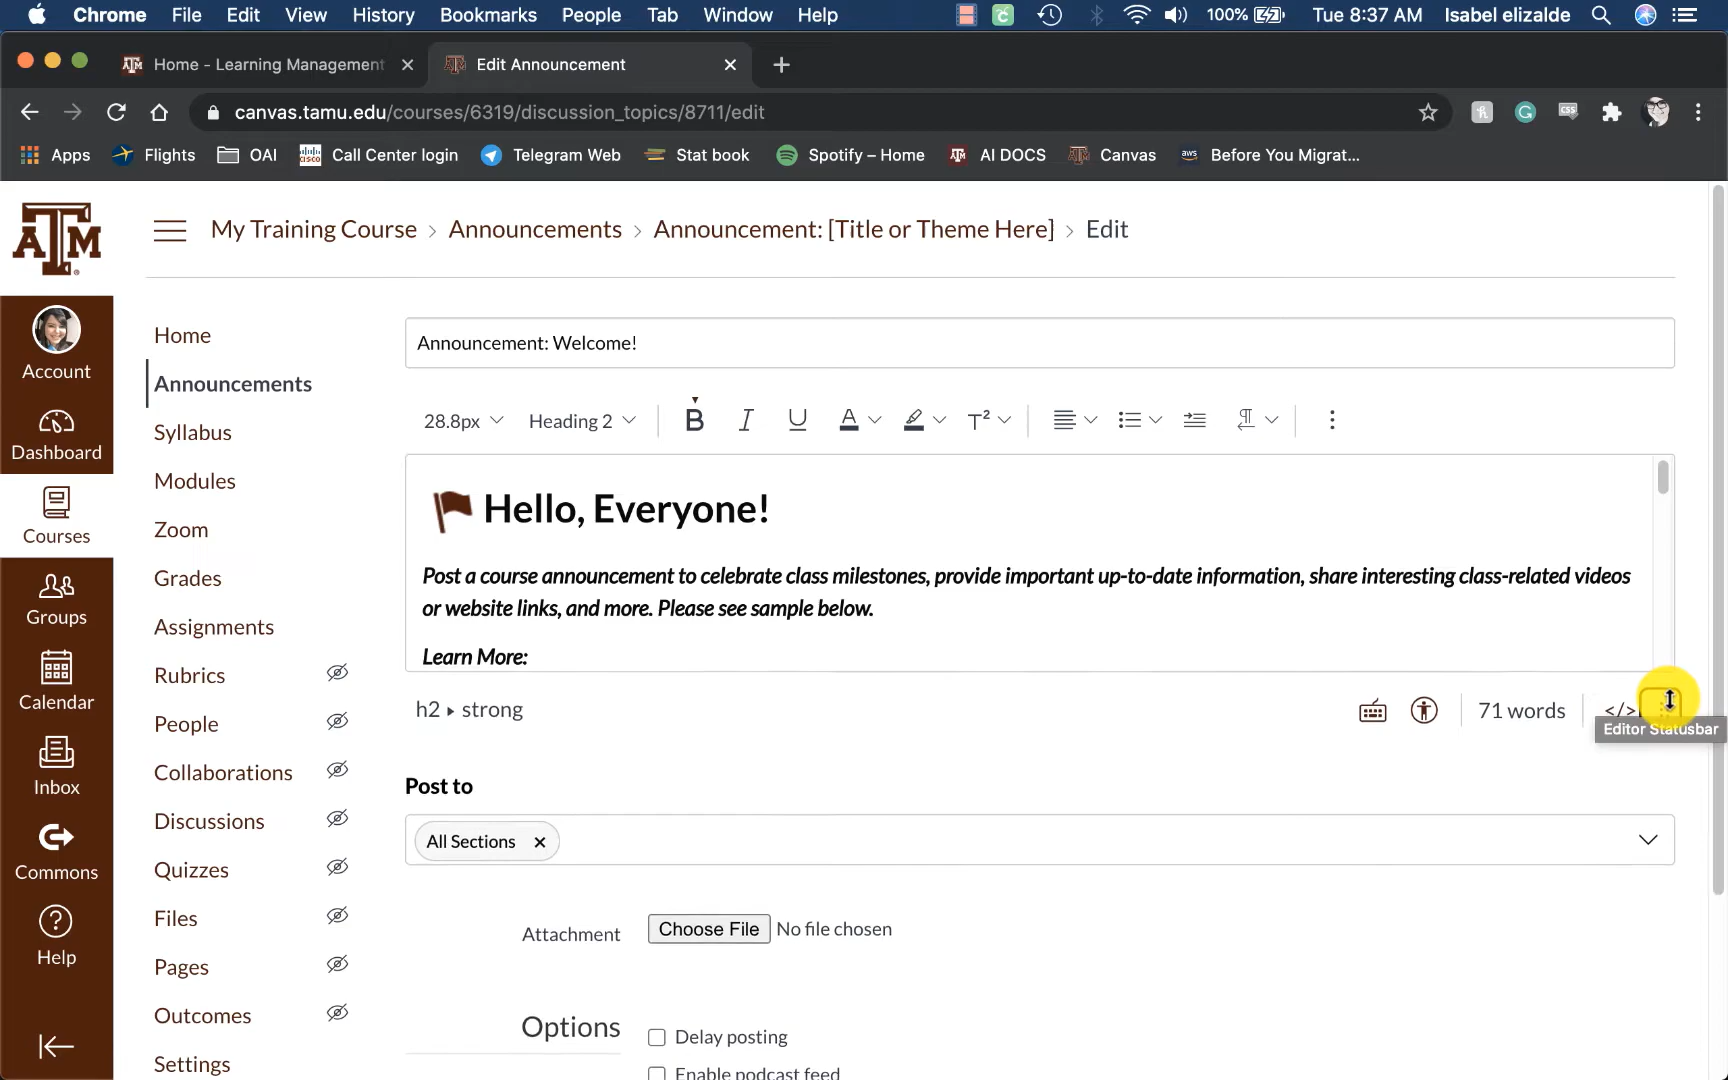 Chrome File Edit View History Bookmarks People Tab Window Help 100% Tue 8:37 AM Isabel elizalde
Home - Learning Management Edit Announcement
canvas.tamu.edu/courses/6319/discussion_topics/8711/edit
Apps Flights OAI Call Center login Telegram Web Stat book Spotify – Home AI DOCS Canvas Before You Migrat...
My Training Course > Announcements > Announcement: [Title or Theme Here] > Edit
Account
Dashboard
Courses
Groups
Calendar
Inbox
Commons
Help
Home
Announcements
Syllabus
Modules
Zoom
Grades
Assignments
Rubrics
People
Collaborations
Discussions
Quizzes
Files
Pages
Outcomes
Settings
Announcement: Welcome!
28.8px Heading 2 B I U A T²
Hello, Everyone!
Post a course announcement to celebrate class milestones, provide important up-to-date information, share interesting class-related videos
or website links, and more. Please see sample below.
Learn More:
h2 ▸ strong 71 words </>
Editor Statusbar
Post to
All Sections ×
Attachment Choose File No file chosen
Options Delay posting
Enable podcast feed